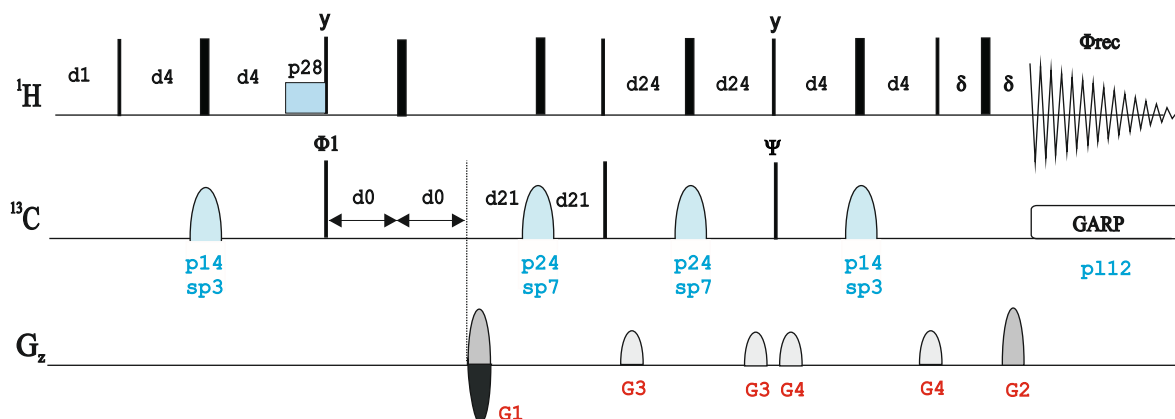 y y
Φrec
d1 d4 d4 p28 d24 d24 d4 d4 δ δ
¹H
Φ1 Ψ
d0 d0 d21 d21
¹³C GARP
p14 p24 p24 p14 pl12
sp3 sp7 sp7 sp3
Gz
G1 G3 G3 G4 G4 G2